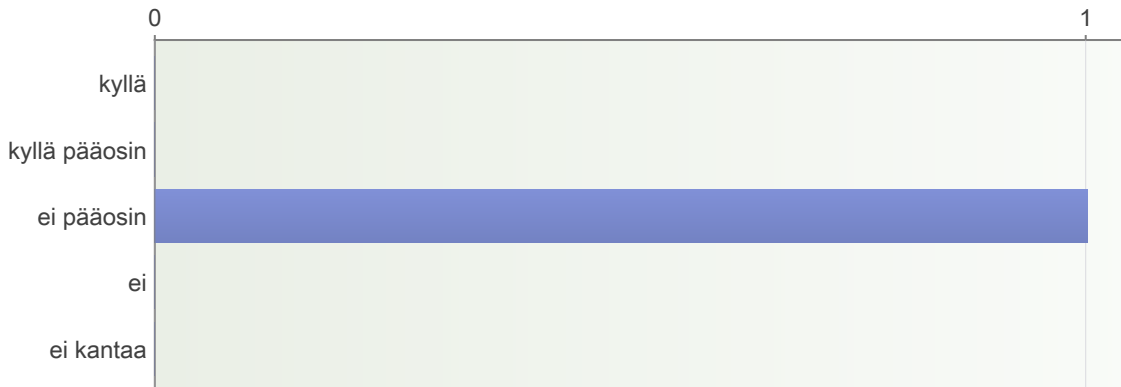 0 1
kyllä
kyllä pääosin
ei pääosin
ei
ei kantaa